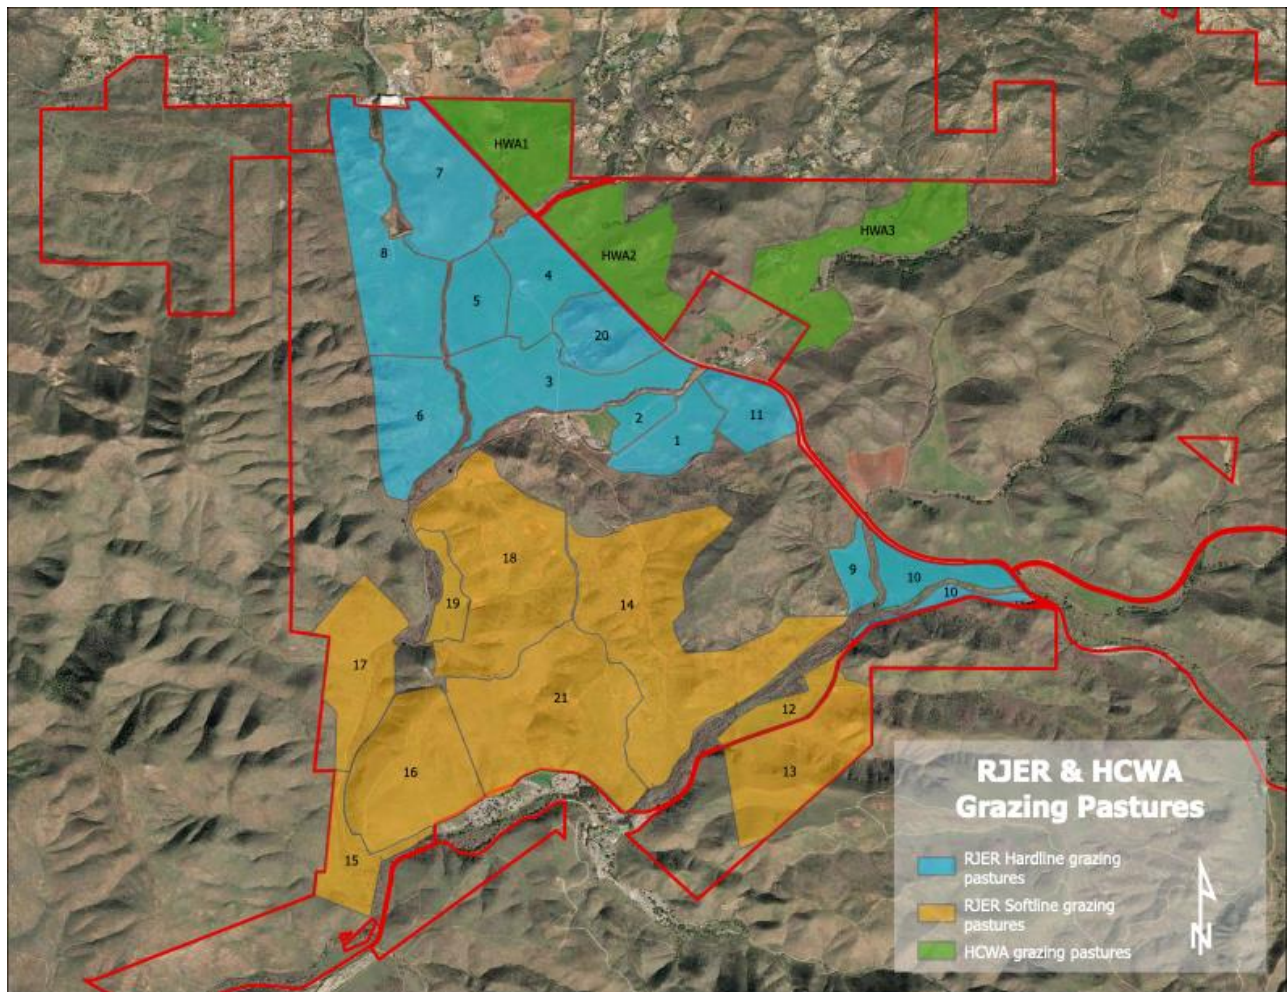 HWA1
7
8
HWA2
HWA3
4
5
20
3
6
2
1
11
18
9
10
10
19
14
17
21
12
16
13
15
RJER & HCWA
Grazing Pastures
RJER Hardline grazing
pastures
RJER Softline grazing
pastures
HCWA grazing pastures
N